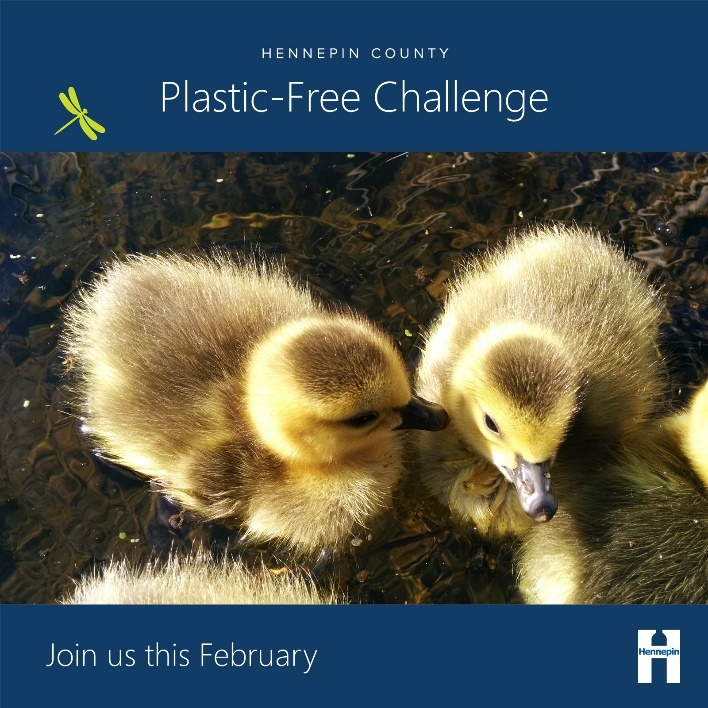 HENNEPIN COUNTY
Plastic-Free Challenge
Join us this February
Hennepin